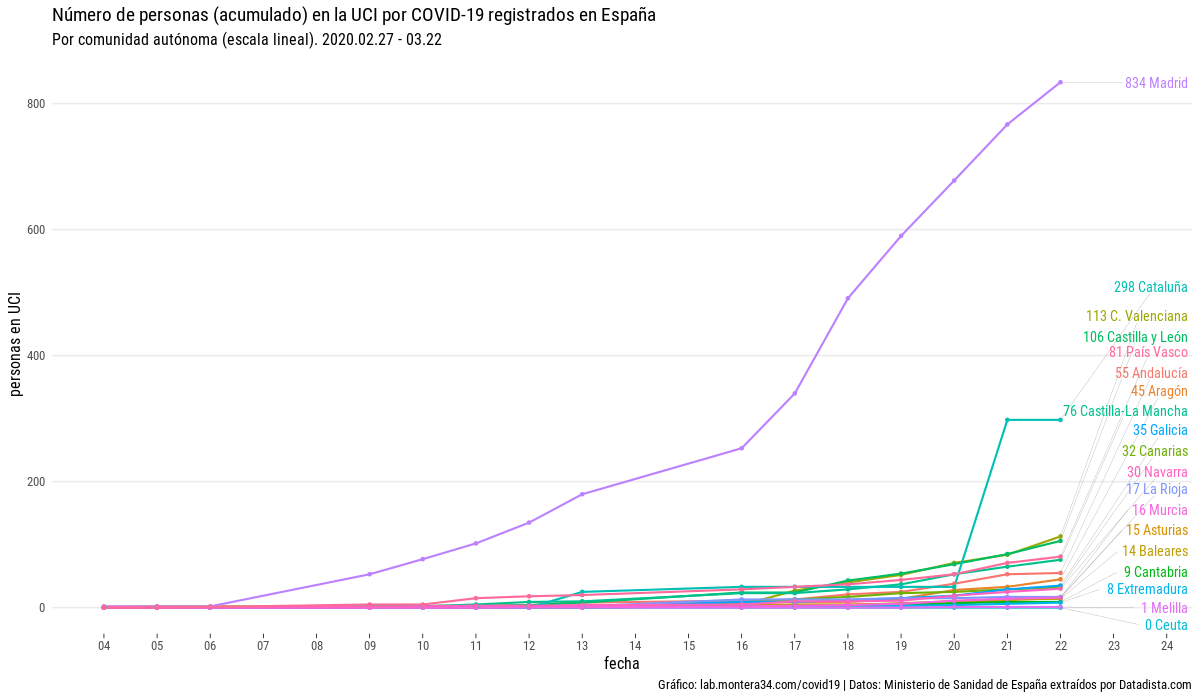 Número de personas (acumulado) en la UCI por COVID-19 registrados en España
Por comunidad autónoma (escala lineal). 2020.02.27 - 03.22
personas en UCI
800
600
400
200
0
834 Madrid
298 Cataluña
113 C. Valenciana
106 Castilla y León
81 País Vasco
55 Andalucía
45 Aragón
76 Castilla-La Mancha
35 Galicia
32 Canarias
30 Navarra
17 La Rioja
16 Murcia
15 Asturias
14 Baleares
9 Cantabria
8 Extremadura
1 Melilla
0 Ceuta
04 05 06 07 08 09 10 11 12 13 14 15 16 17 18 19 20 21 22 23 24
fecha
Gráfico: lab.montera34.com/covid19 | Datos: Ministerio de Sanidad de España extraídos por Datadista.com